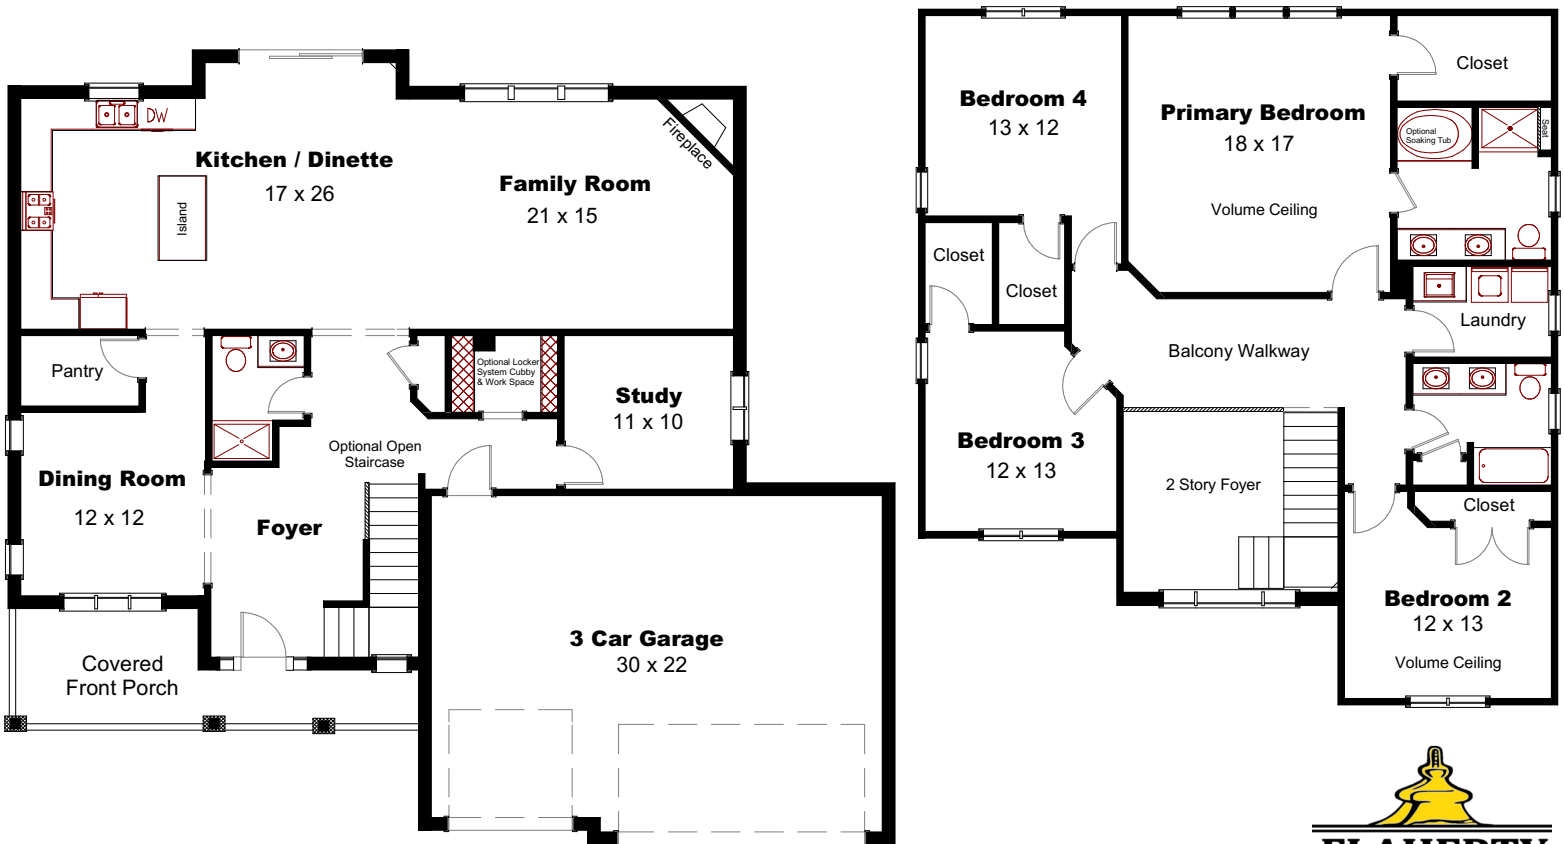 DW
Kitchen / Dinette
17 x 26
Island
Family Room
21 x 15
Fireplace
Pantry
Optional Locker
System Cubby
& Work Space
Study
11 x 10
Optional Open
Staircase
Dining Room
12 x 12
Foyer
3 Car Garage
30 x 22
Covered
Front Porch
Bedroom 4
13 x 12
Primary Bedroom
18 x 17
Volume Ceiling
Closet
Optional
Soaking Tub
Seat
Closet
Closet
Laundry
Balcony Walkway
Bedroom 3
12 x 13
2 Story Foyer
Closet
Bedroom 2
12 x 13
Volume Ceiling
FLAHERTY